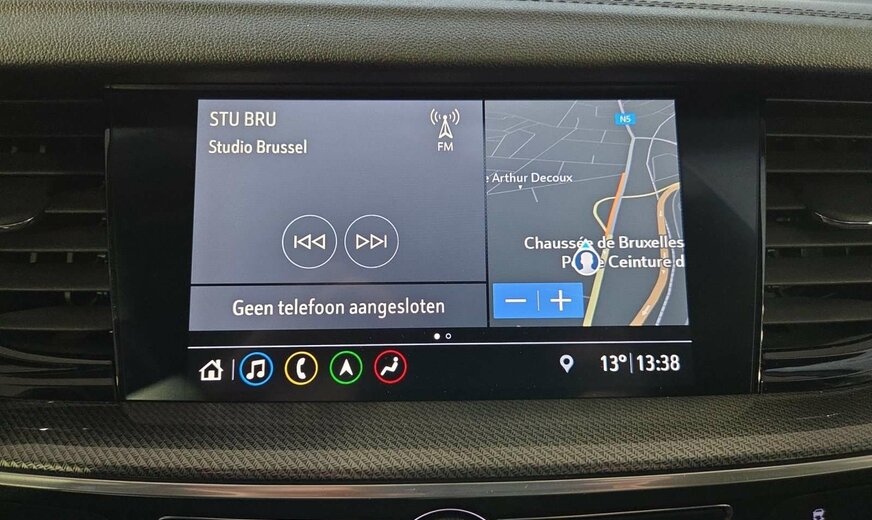 STU BRU
Studio Brussel
FM
N5
Arthur Decoux
Chaussée de Bruxelles
Ceinture d
Geen telefoon aangesloten
13° 13:38